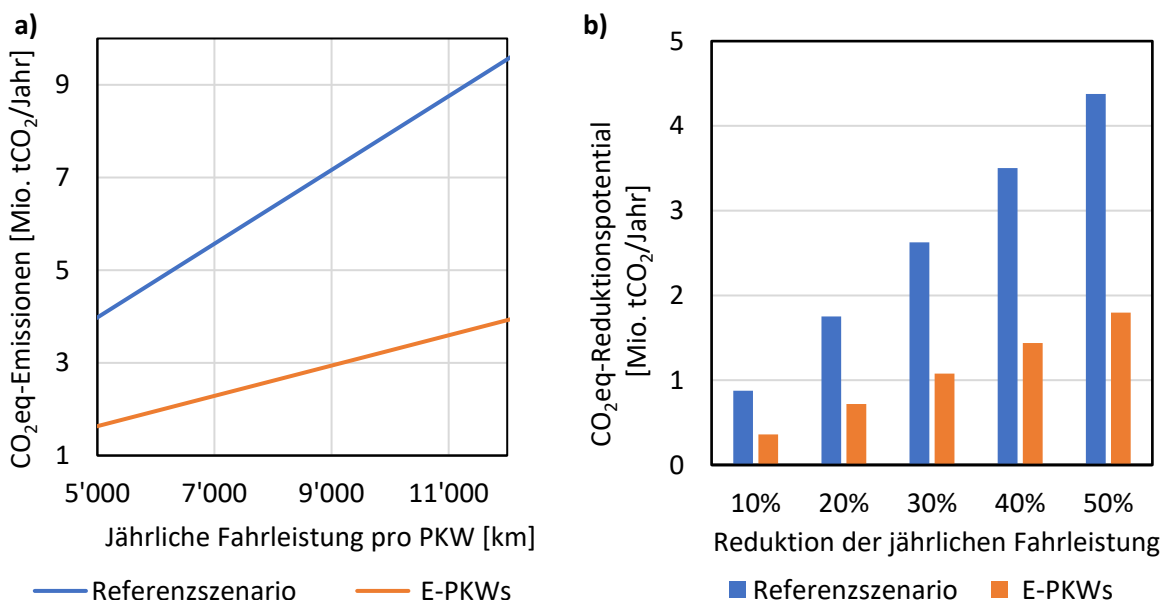 a)
CO₂eq-Emissionen [Mio. tCO₂/Jahr]
9
7
5
3
1
5'000 7'000 9'000 11'000
Jährliche Fahrleistung pro PKW [km]
Referenzszenario E-PKWs
b)
CO₂eq-Reduktionspotential
[Mio. tCO₂/Jahr]
5
4
3
2
1
0
10% 20% 30% 40% 50%
Reduktion der jährlichen Fahrleistung
Referenzszenario E-PKWs